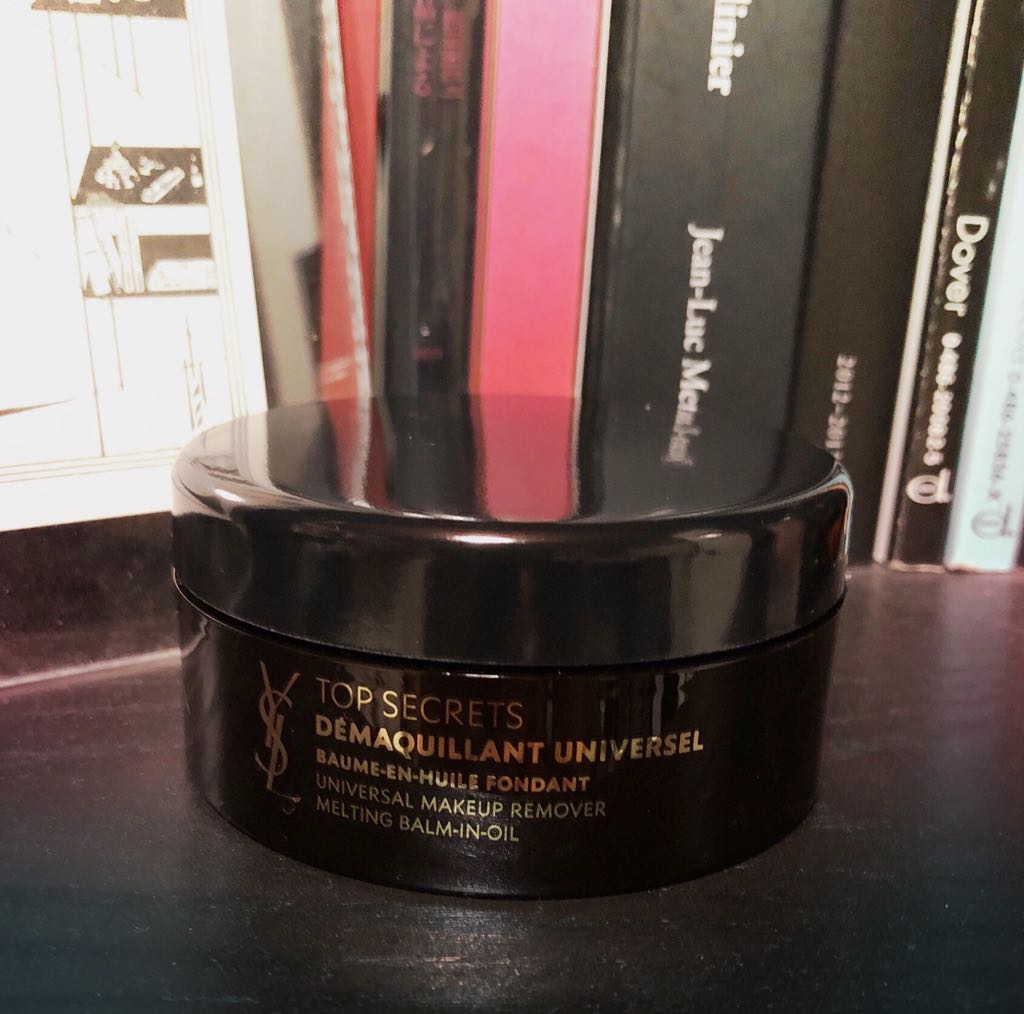 linier
Jean-Luc
Dover
YSL
TOP SECRETS
DÉMAQUILLANT UNIVERSEL
BAUME-EN-HUILE FONDANT
UNIVERSAL MAKEUP REMOVER
MELTING BALM-IN-OIL